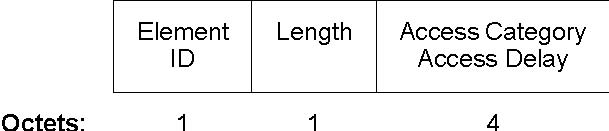 Element Length Access Category
ID Access Delay
Octets: 1 1 4